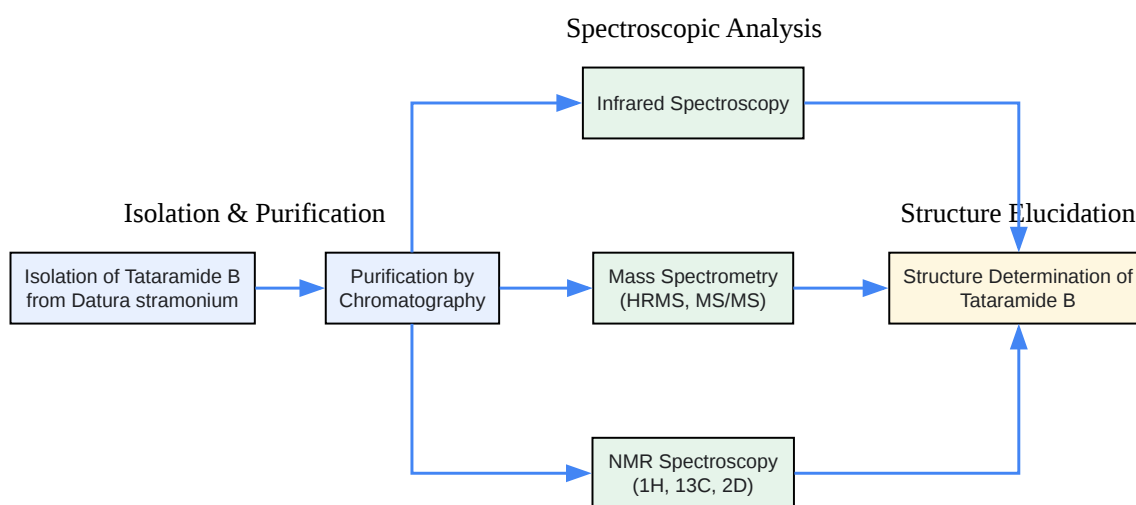 Spectroscopic Analysis
Infrared Spectroscopy
Isolation & Purification
Structure Elucidation
Isolation of Tataramide B
from Datura stramonium
Purification by
Chromatography
Mass Spectrometry
(HRMS, MS/MS)
Structure Determination of
Tataramide B
NMR Spectroscopy
(1H, 13C, 2D)